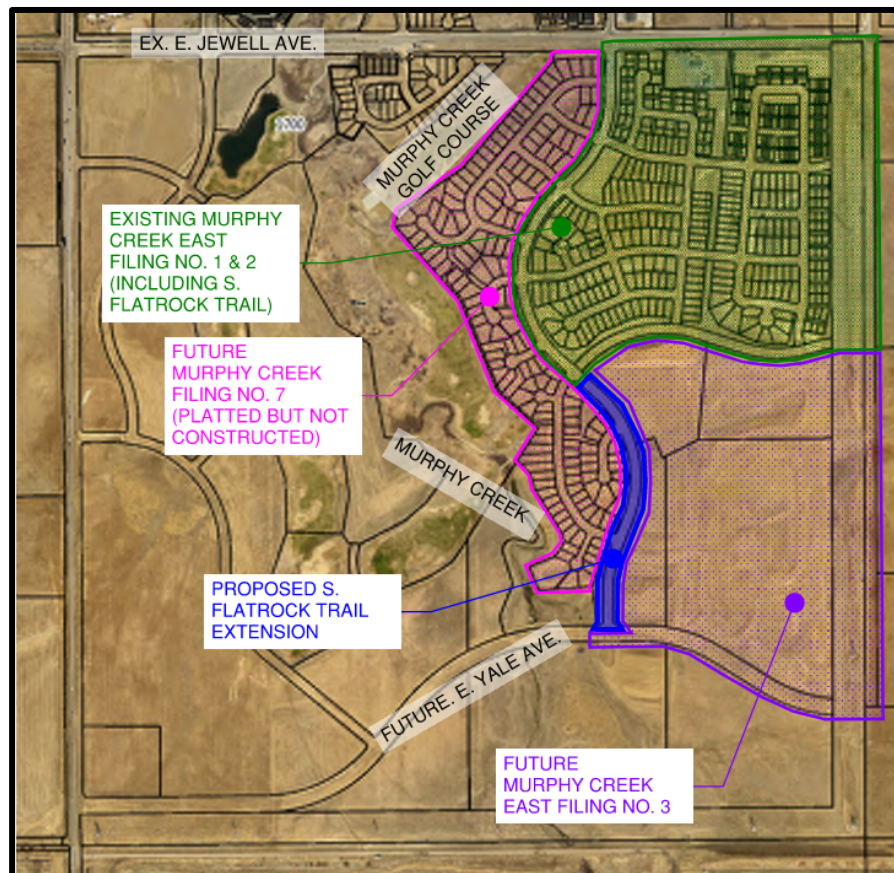 EX. E. JEWELL AVE.
MURPHY CREEK
GOLF COURSE
EXISTING MURPHY
CREEK EAST
FILING NO. 1 & 2
(INCLUDING S.
FLATROCK TRAIL)
FUTURE
MURPHY CREEK
FILING NO. 7
(PLATTED BUT NOT
CONSTRUCTED)
MURPHY CREEK
PROPOSED S.
FLATROCK TRAIL
EXTENSION
FUTURE. E. YALE AVE.
FUTURE
MURPHY CREEK
EAST FILING NO. 3